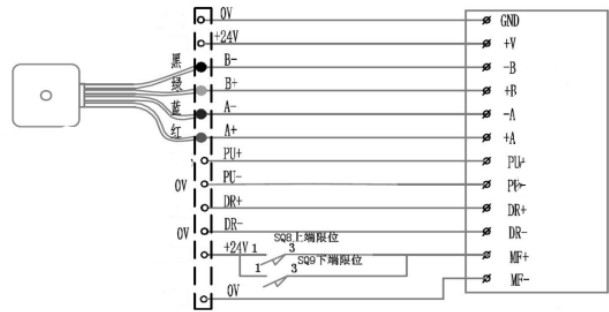 0V GND
+24V +V
黑 B- -B
绿 B+ +B
蓝 A- -A
红 A+ +A
PU+ PU+
0V PU- PU-
DR+ DR+
0V DR- DR-
+24V 1 3 SQ8上端限位 MF+
1 3 SQ9下端限位
0V MF-